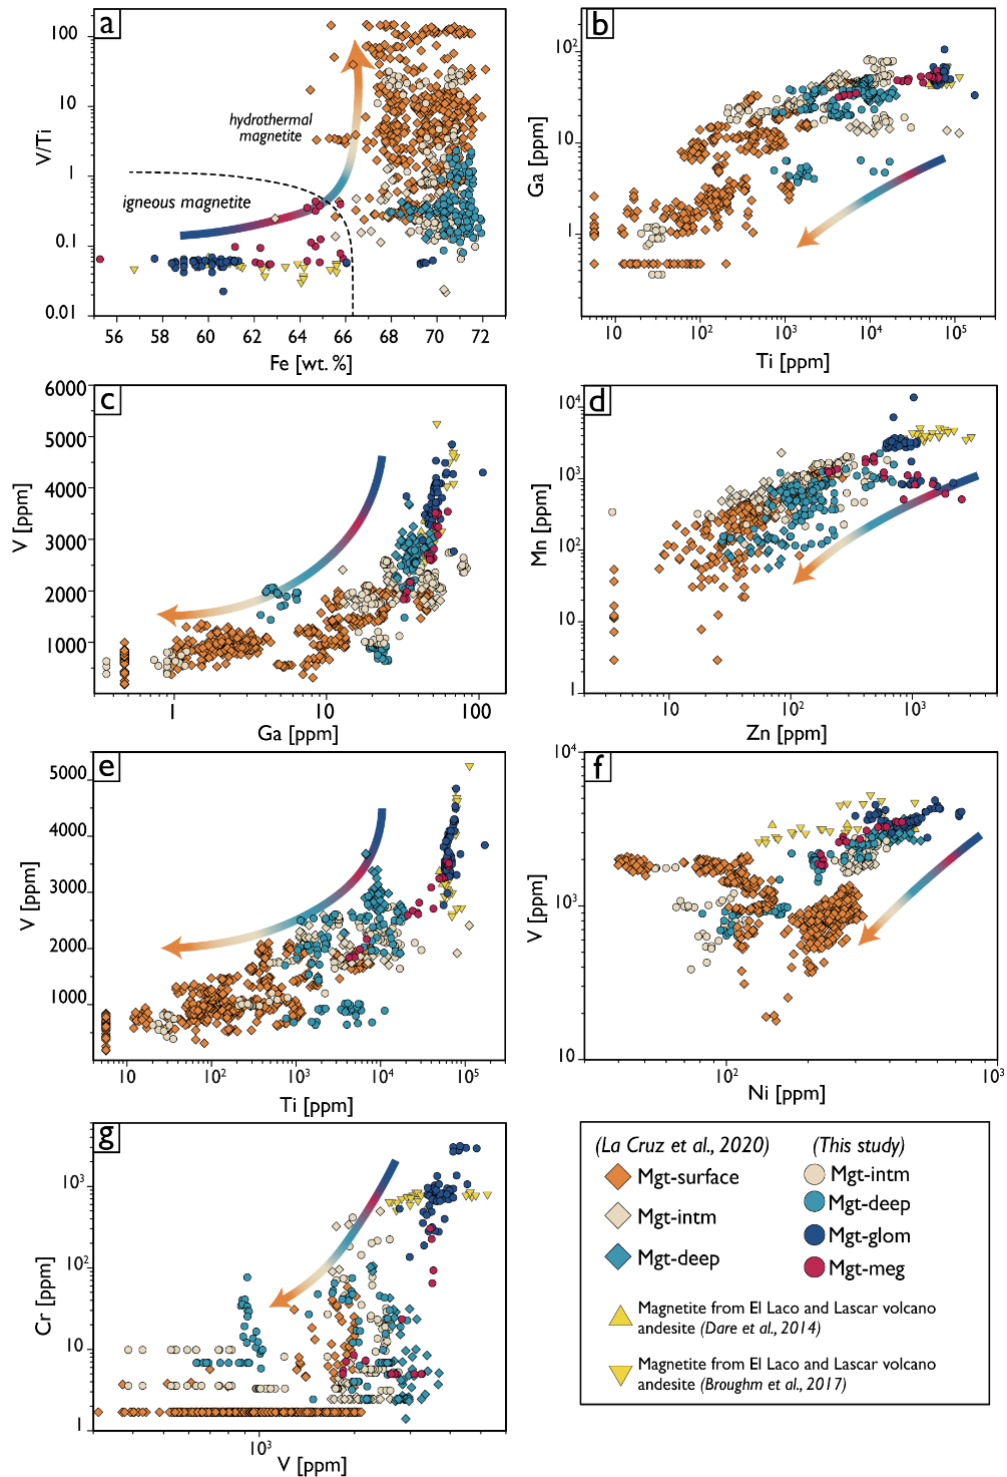 a
100
10
1
0.1
0.01
V/Ti
hydrothermal
magnetite
igneous magnetite
56 58 60 62 64 66 68 70 72
Fe [wt. %]
b
10²
10
1
Ga [ppm]
10 10² 10³ 10⁴ 10⁵
Ti [ppm]
c
6000
5000
4000
3000
2000
1000
V [ppm]
1 10 100
Ga [ppm]
d
10⁴
10³
10²
10
1
Mn [ppm]
10 10² 10³
Zn [ppm]
e
5000
4000
3000
2000
1000
V [ppm]
10 10² 10³ 10⁴ 10⁵
Ti [ppm]
f
10⁴
10³
10
V [ppm]
10² 10³
Ni [ppm]
g
10³
10²
10
1
Cr [ppm]
10³
V [ppm]
(La Cruz et al., 2020) (This study)
Mgt-surface Mgt-intm
Mgt-intm Mgt-deep
Mgt-deep Mgt-glom
Mgt-meg
Magnetite from El Laco and Lascar volcano
andesite (Dare et al., 2014)
Magnetite from El Laco and Lascar volcano
andesite (Broughm et al., 2017)